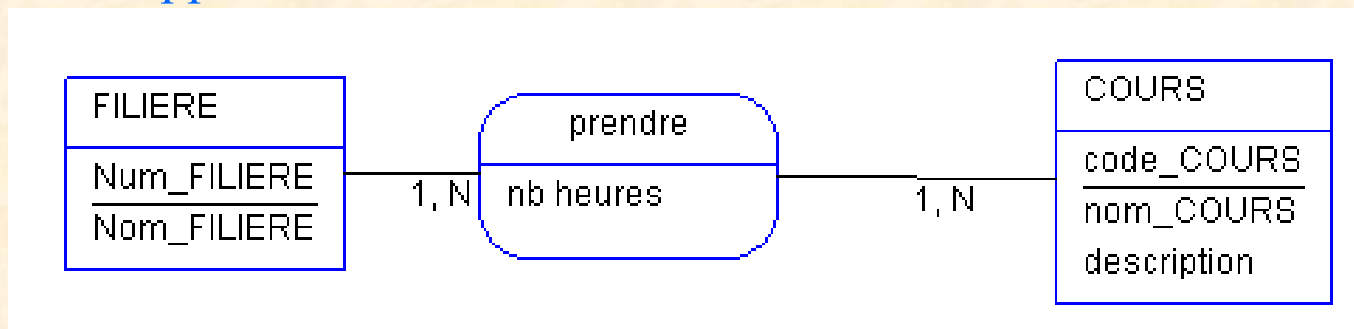 FILIERE
Num_FILIERE
Nom_FILIERE
1, N
prendre
nb heures
1, N
COURS
code_COURS
nom_COURS
description